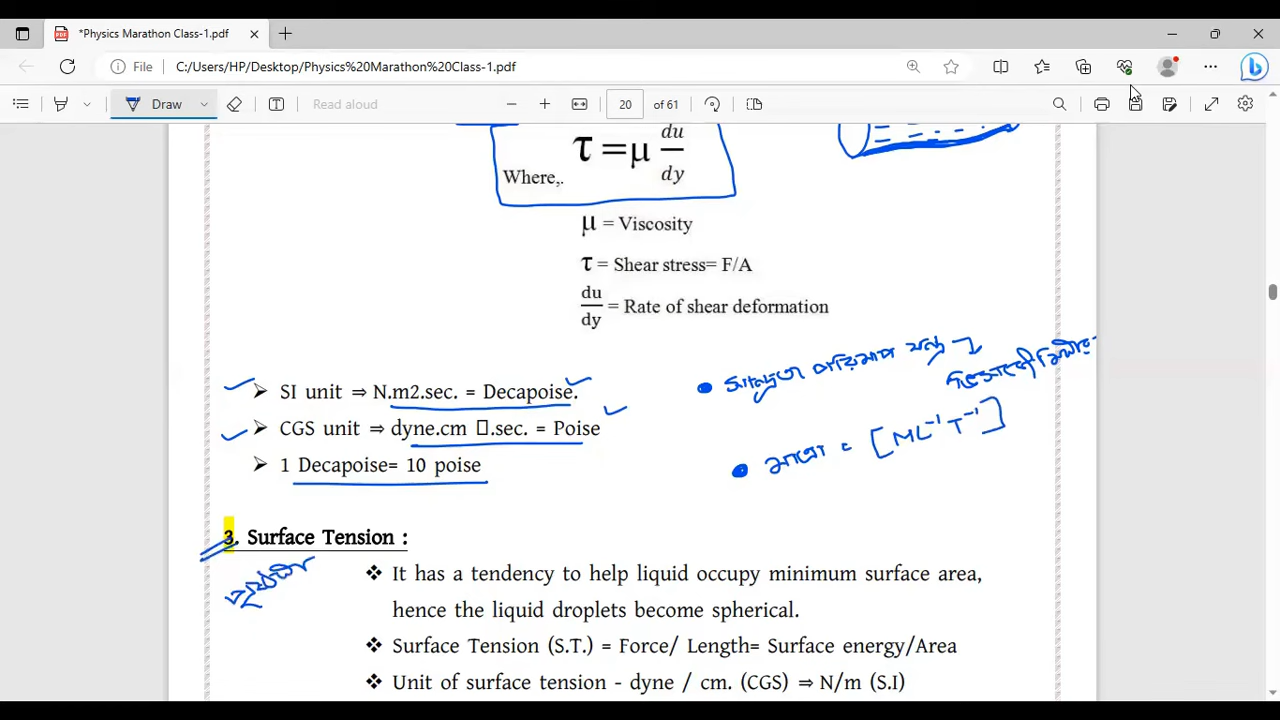 *Physics Marathon Class-1.pdf
File
C:/Users/HP/Desktop/Physics%20Marathon%20Class-1.pdf
Draw
Read aloud
20 of 61
τ =μ du/dy
Where,.
μ = Viscosity
τ = Shear stress= F/A
du/dy = Rate of shear deformation
SI unit ⇒ N.m2.sec. = Decapoise.
CGS unit ⇒ dyne.cm .sec. = Poise
1 Decapoise= 10 poise
[ML⁻¹T⁻¹]
3. Surface Tension :
It has a tendency to help liquid occupy minimum surface area,
hence the liquid droplets become spherical.
Surface Tension (S.T.) = Force/ Length= Surface energy/Area
Unit of surface tension - dyne / cm. (CGS) ⇒ N/m (S.I)